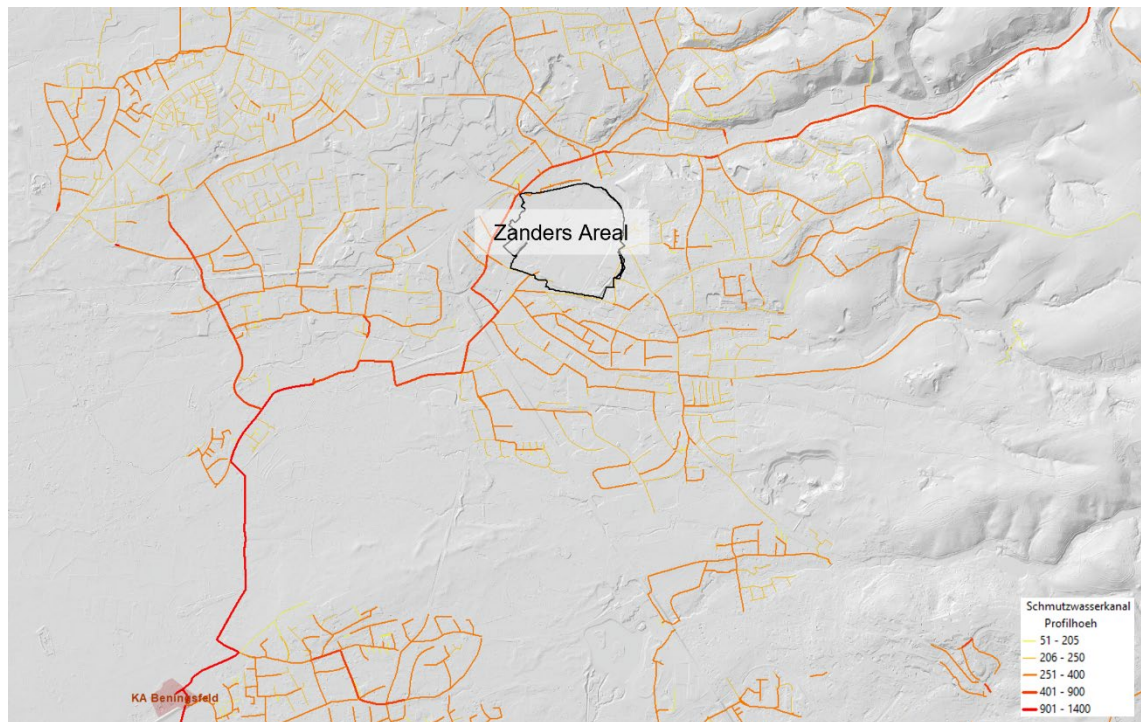 Zanders Areal
KA Beningsfeld
Schmutzwasserkanal
Profilhoeh
51 - 205
206 - 250
251 - 400
401 - 900
901 - 1400